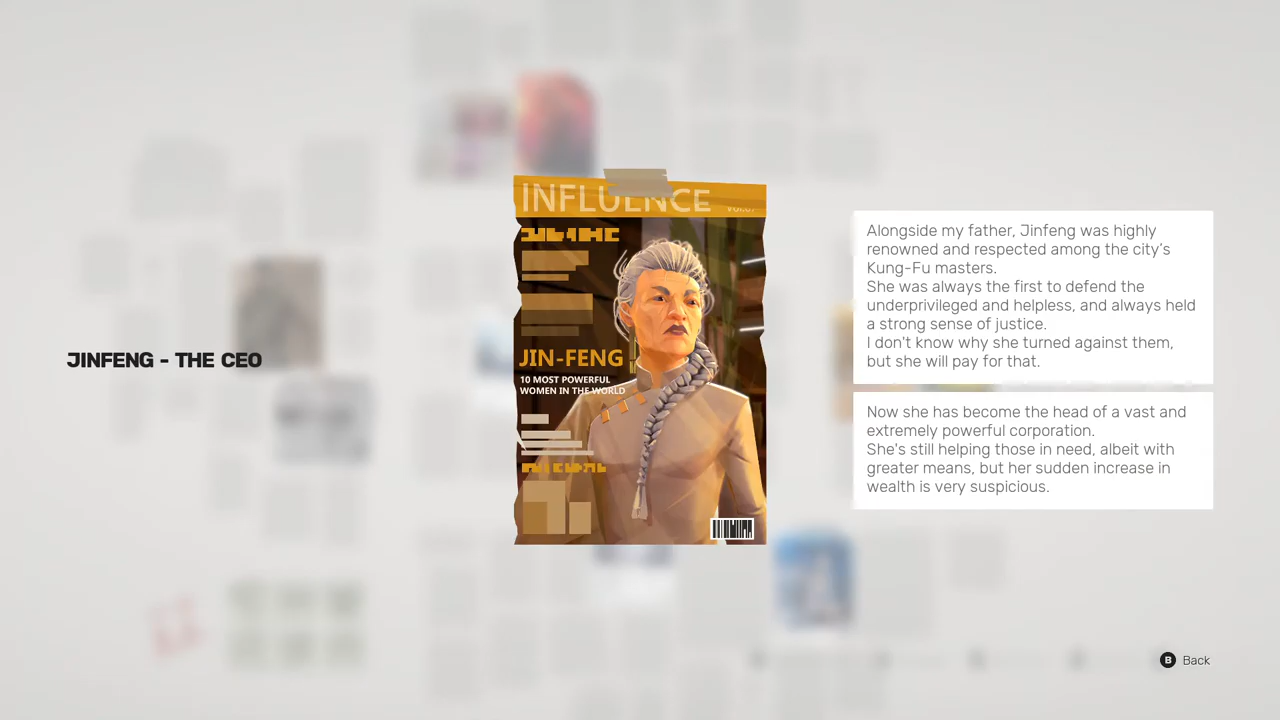 INFLUENCE
JIN-FENG
10 MOST POWERFUL
WOMEN IN THE WORLD
JINFENG - THE CEO
Alongside my father, Jinfeng was highly
renowned and respected among the city's
Kung-Fu masters.
She was always the first to defend the
underprivileged and helpless, and always held
a strong sense of justice.
I don't know why she turned against them,
but she will pay for that.
Now she has become the head of a vast and
extremely powerful corporation.
She's still helping those in need, albeit with
greater means, but her sudden increase in
wealth is very suspicious.
B Back